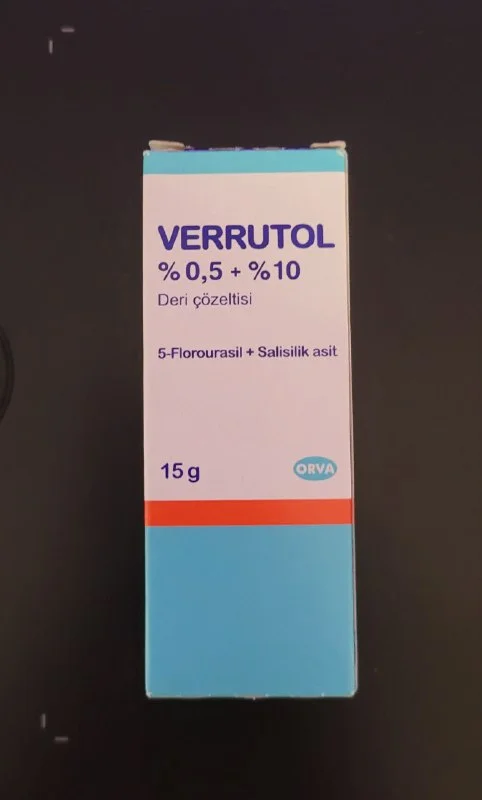 VERRUTOL
% 0,5 + %10
Deri çözeltisi
5-Florourasil + Salisilik asit
15 g
ORVA